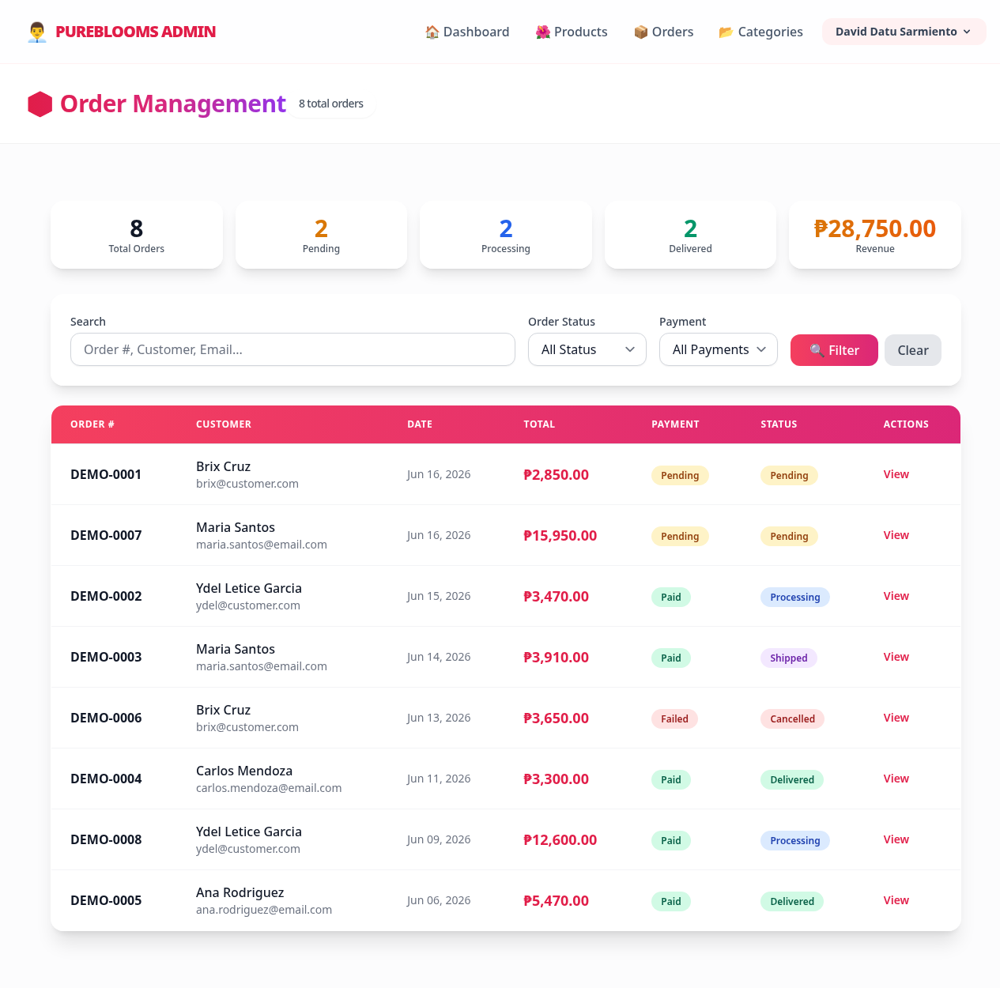 👨‍💼 PUREBLOOMS ADMIN
🏠 Dashboard
🌺 Products
📦 Orders
📂 Categories
David Datu Sarmiento
Order Management
8 total orders
8
Total Orders
2
Pending
2
Processing
2
Delivered
₱28,750.00
Revenue
Search
Order #, Customer, Email...
Order Status
All Status
Payment
All Payments
🔍 Filter
Clear
ORDER # CUSTOMER DATE TOTAL PAYMENT STATUS ACTIONS
DEMO-0001 Brix Cruz Jun 16, 2026 ₱2,850.00 Pending Pending View
brix@customer.com
DEMO-0007 Maria Santos Jun 16, 2026 ₱15,950.00 Pending Pending View
maria.santos@email.com
DEMO-0002 Ydel Letice Garcia Jun 15, 2026 ₱3,470.00 Paid Processing View
ydel@customer.com
DEMO-0003 Maria Santos Jun 14, 2026 ₱3,910.00 Paid Shipped View
maria.santos@email.com
DEMO-0006 Brix Cruz Jun 13, 2026 ₱3,650.00 Failed Cancelled View
brix@customer.com
DEMO-0004 Carlos Mendoza Jun 11, 2026 ₱3,300.00 Paid Delivered View
carlos.mendoza@email.com
DEMO-0008 Ydel Letice Garcia Jun 09, 2026 ₱12,600.00 Paid Processing View
ydel@customer.com
DEMO-0005 Ana Rodriguez Jun 06, 2026 ₱5,470.00 Paid Delivered View
ana.rodriguez@email.com